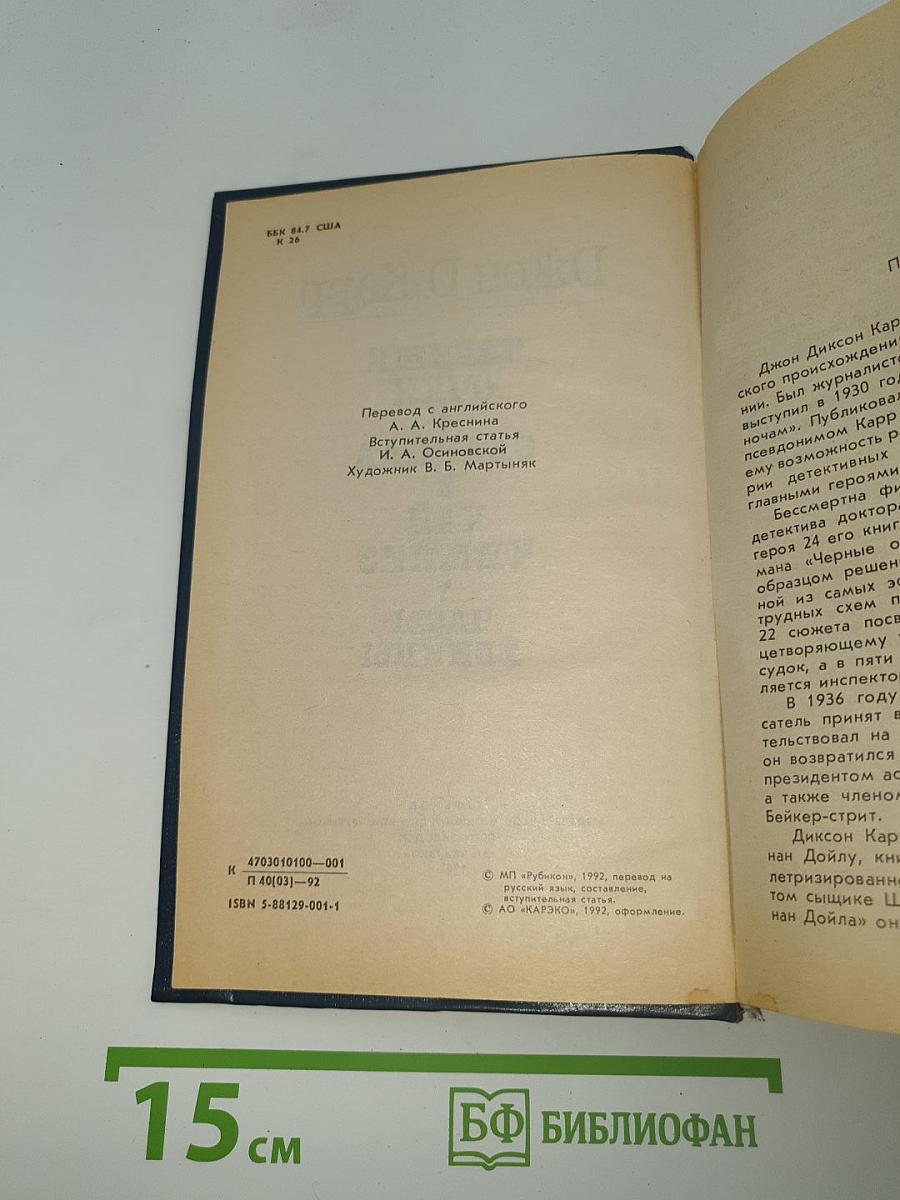 ББК 84.7 США
К 26
Перевод с английского
А. А. Креснина
Вступительная статья
И. А. Осиновской
Художник В. Б. Мартыняк
К 4703010100—001
П 40(03)—92
ISBN 5-88129-001-1
© МП «Рубикон», 1992, перевод на
русский язык, составление,
вступительная статья.
© АО «КАРЭКО», 1992, оформление.
Джон Диксон Кар
ского происхождени
нии. Был журналисто
выступил в 1930 го
ночам». Публикова
псевдонимом Карр
ему возможность р
рии детективных
главными героями
Бессмертна фи
детектива доктора
героя 24 его книг
мана «Черные о
образцом решени
ной из самых эф
трудных схем п
22 сюжета посв
цетворяющему
судок, а в пяти
ляется инспекто
В 1936 году
сатель принят в
тельствовал на
он возвратился
президентом ас
а также членом
Бейкер-стрит.
Диксон Кар
нан Дойлу, кни
летризированно
том сыщике Ш
нан Дойла» он
15 см
БФ БИБЛИОФАН